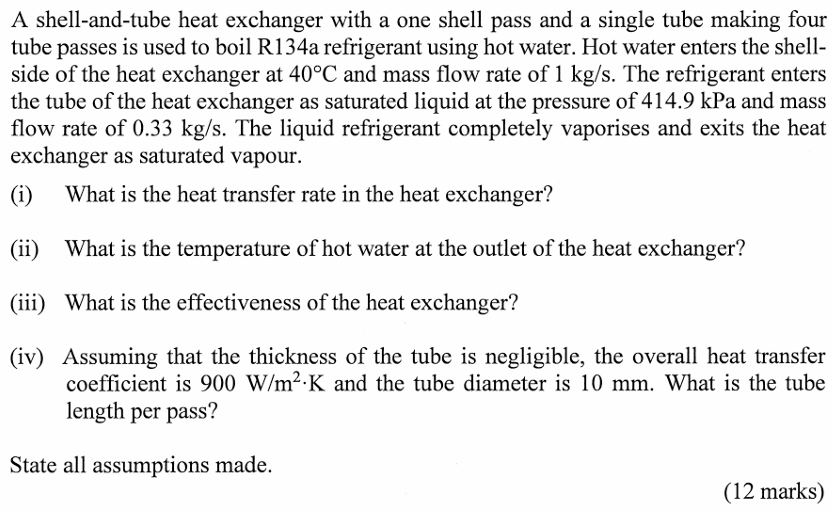 A shell-and-tube heat exchanger with a one shell pass and a single tube making four
tube passes is used to boil R134a refrigerant using hot water. Hot water enters the shell-
side of the heat exchanger at 40°C and mass flow rate of 1 kg/s. The refrigerant enters
the tube of the heat exchanger as saturated liquid at the pressure of 414.9 kPa and mass
flow rate of 0.33 kg/s. The liquid refrigerant completely vaporises and exits the heat
exchanger as saturated vapour.
(i) What is the heat transfer rate in the heat exchanger?
(ii) What is the temperature of hot water at the outlet of the heat exchanger?
(iii) What is the effectiveness of the heat exchanger?
(iv) Assuming that the thickness of the tube is negligible, the overall heat transfer
coefficient is 900 W/m²·K and the tube diameter is 10 mm. What is the tube
length per pass?
State all assumptions made.
(12 marks)